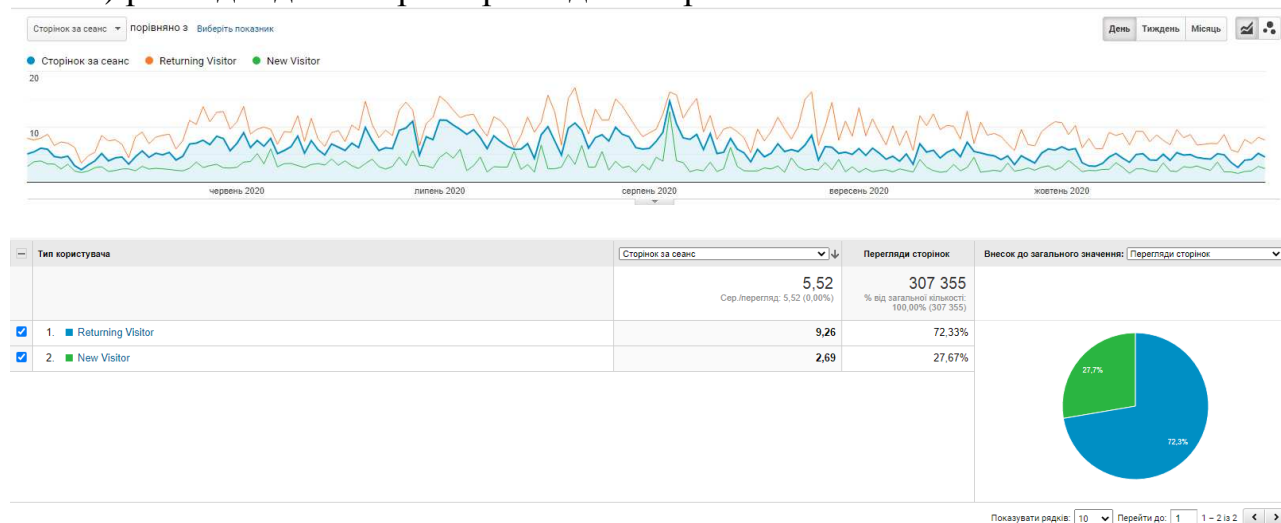 Сторінок за сеанс порівняно з Виберіть показник День Тиждень Місяць
Сторінок за сеанс Returning Visitor New Visitor
20
10
червень 2020 липень 2020 серпень 2020 вересень 2020 жовтень 2020
Тип користувача Сторінок за сеанс Перегляди сторінок Внесок до загального значення: Перегляди сторінок
5,52 307 355
Сер./перегляд: 5,52 (0,00%) % від загальної кількості:
100,00% (307 355)
1. Returning Visitor 9,26 72,33%
2. New Visitor 2,69 27,67%
27,7%
72,3%
Показувати рядків: 10 Перейти до: 1 1 – 2 із 2